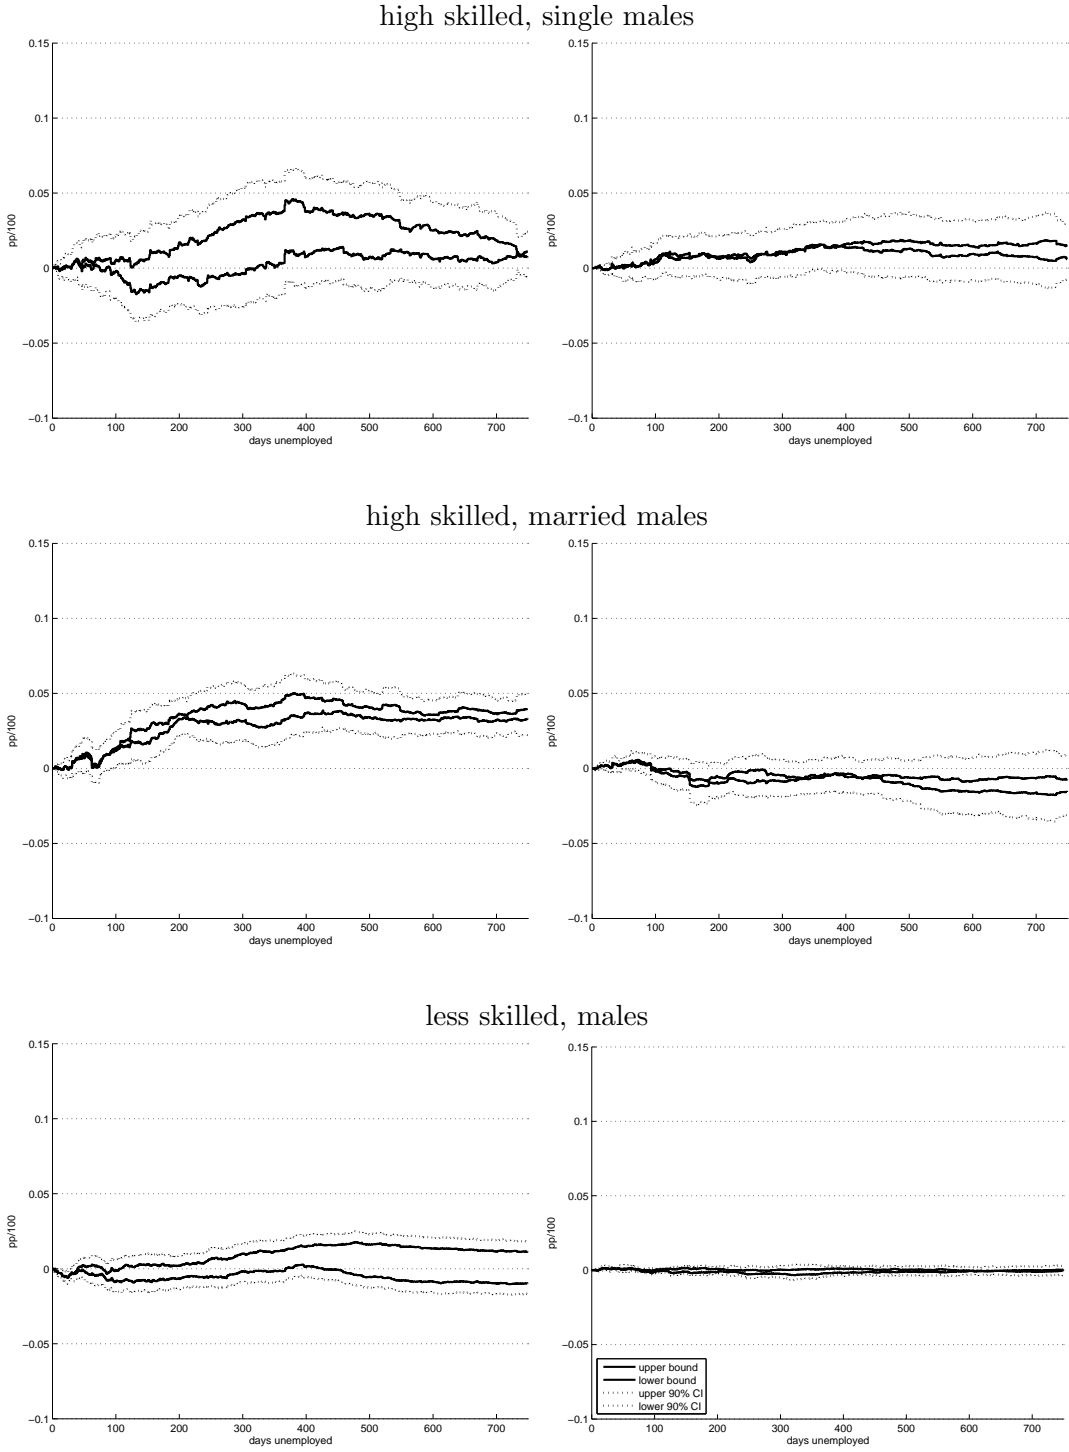 high skilled, single males
0.15
0.1
0.05
0
−0.05
−0.1
pp/100
0 100 200 300 400 500 600 700
days unemployed
0.15
0.1
0.05
0
−0.05
−0.1
pp/100
0 100 200 300 400 500 600 700
days unemployed
high skilled, married males
0.15
0.1
0.05
0
−0.05
−0.1
pp/100
0 100 200 300 400 500 600 700
days unemployed
0.15
0.1
0.05
0
−0.05
−0.1
pp/100
0 100 200 300 400 500 600 700
days unemployed
less skilled, males
0.15
0.1
0.05
0
−0.05
−0.1
pp/100
0 100 200 300 400 500 600 700
days unemployed
0.15
0.1
0.05
0
−0.05
−0.1
pp/100
upper bound
lower bound
upper 90% CI
lower 90% CI
0 100 200 300 400 500 600 700
days unemployed